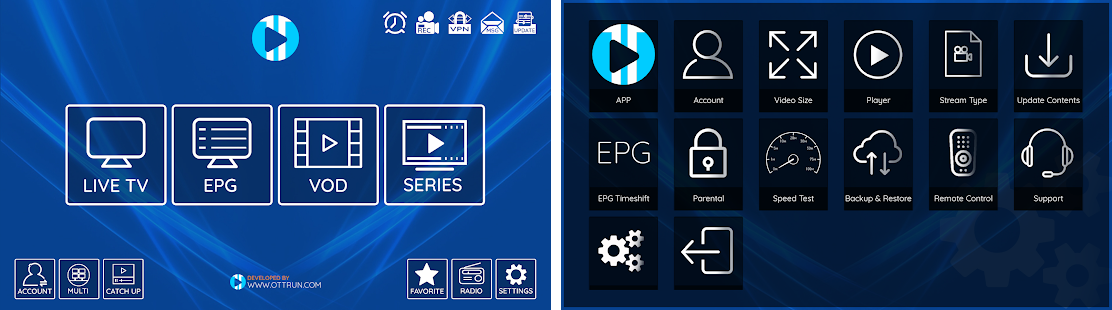 REC
VPN
MSG
UPDATE
LIVE TV
EPG
VOD
SERIES
ACCOUNT
MULTI
CATCH UP
DEVELOPED BY
WWW.OTTRUN.COM
FAVORITE
RADIO
SETTINGS
APP
Account
Video Size
Player
Stream Type
Update Contents
EPG
EPG Timeshift
Parental
Speed Test
Backup & Restore
Remote Control
Support